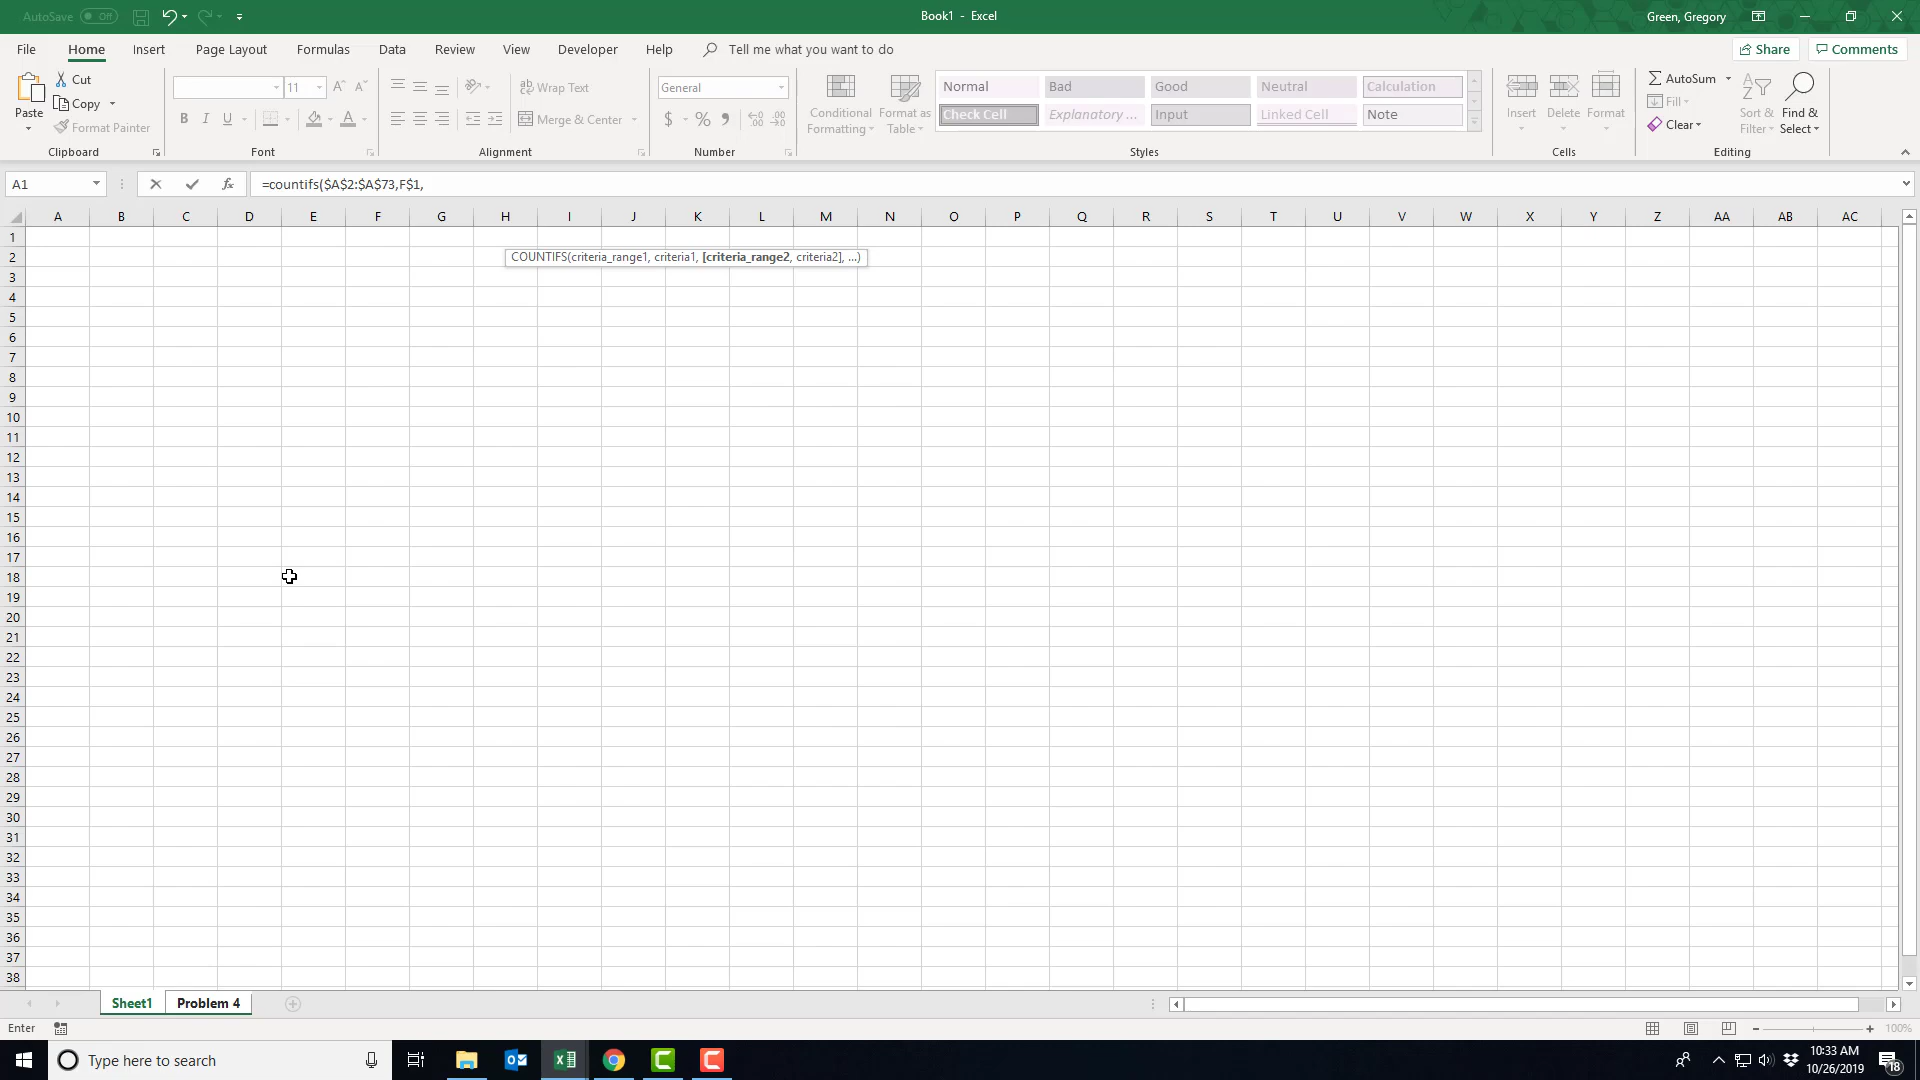 AutoSave Off
Book1 - Excel
Green, Gregory
File Home Insert Page Layout Formulas Data Review View Developer Help Tell me what you want to do
Share Comments
Paste
Cut
Copy
Format Painter
Clipboard
11 A A
B I U A
Font
ab Wrap Text
Merge & Center
Alignment
General
$ % 9 .00 .00
Number
Conditional Formatting
Format as Table
Normal Bad Good Neutral Calculation
Check Cell Explanatory ... Input Linked Cell Note
Styles
Insert Delete Format
Cells
AutoSum
Fill
Clear
Sort & Filter
Find & Select
Editing
A1 fx =countifs($A$2:$A$73,F$1,
A B C D E F G H I J K L M N O P Q R S T U V W X Y Z AA AB AC
1
2
COUNTIFS(criteria_range1, criteria1, [criteria_range2, criteria2], ...)
3
4
5
6
7
8
9
10
11
12
13
14
15
16
17
18
19
20
21
22
23
24
25
26
27
28
29
30
31
32
33
34
35
36
37
38
Sheet1 Problem 4
Enter
100%
Type here to search
10:33 AM
10/26/2019
18